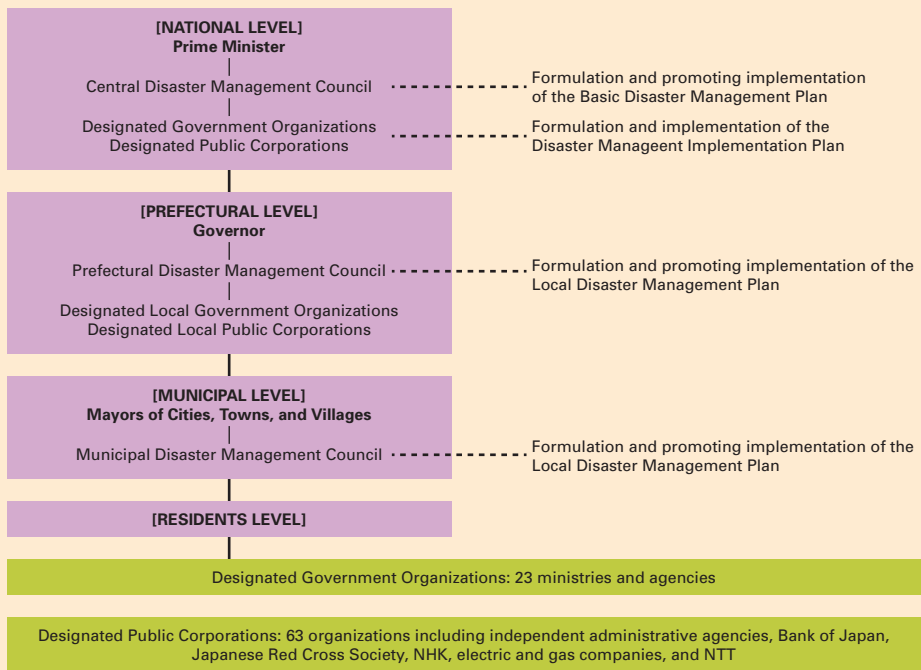 [NATIONAL LEVEL]
Prime Minister
Central Disaster Management Council
Formulation and promoting implementation
of the Basic Disaster Management Plan
Designated Government Organizations
Designated Public Corporations
Formulation and implementation of the
Disaster Manageent Implementation Plan
[PREFECTURAL LEVEL]
Governor
Prefectural Disaster Management Council
Formulation and promoting implementation of the
Local Disaster Management Plan
Designated Local Government Organizations
Designated Local Public Corporations
[MUNICIPAL LEVEL]
Mayors of Cities, Towns, and Villages
Municipal Disaster Management Council
Formulation and promoting implementation of the
Local Disaster Management Plan
[RESIDENTS LEVEL]
Designated Government Organizations: 23 ministries and agencies
Designated Public Corporations: 63 organizations including independent administrative agencies, Bank of Japan,
Japanese Red Cross Society, NHK, electric and gas companies, and NTT